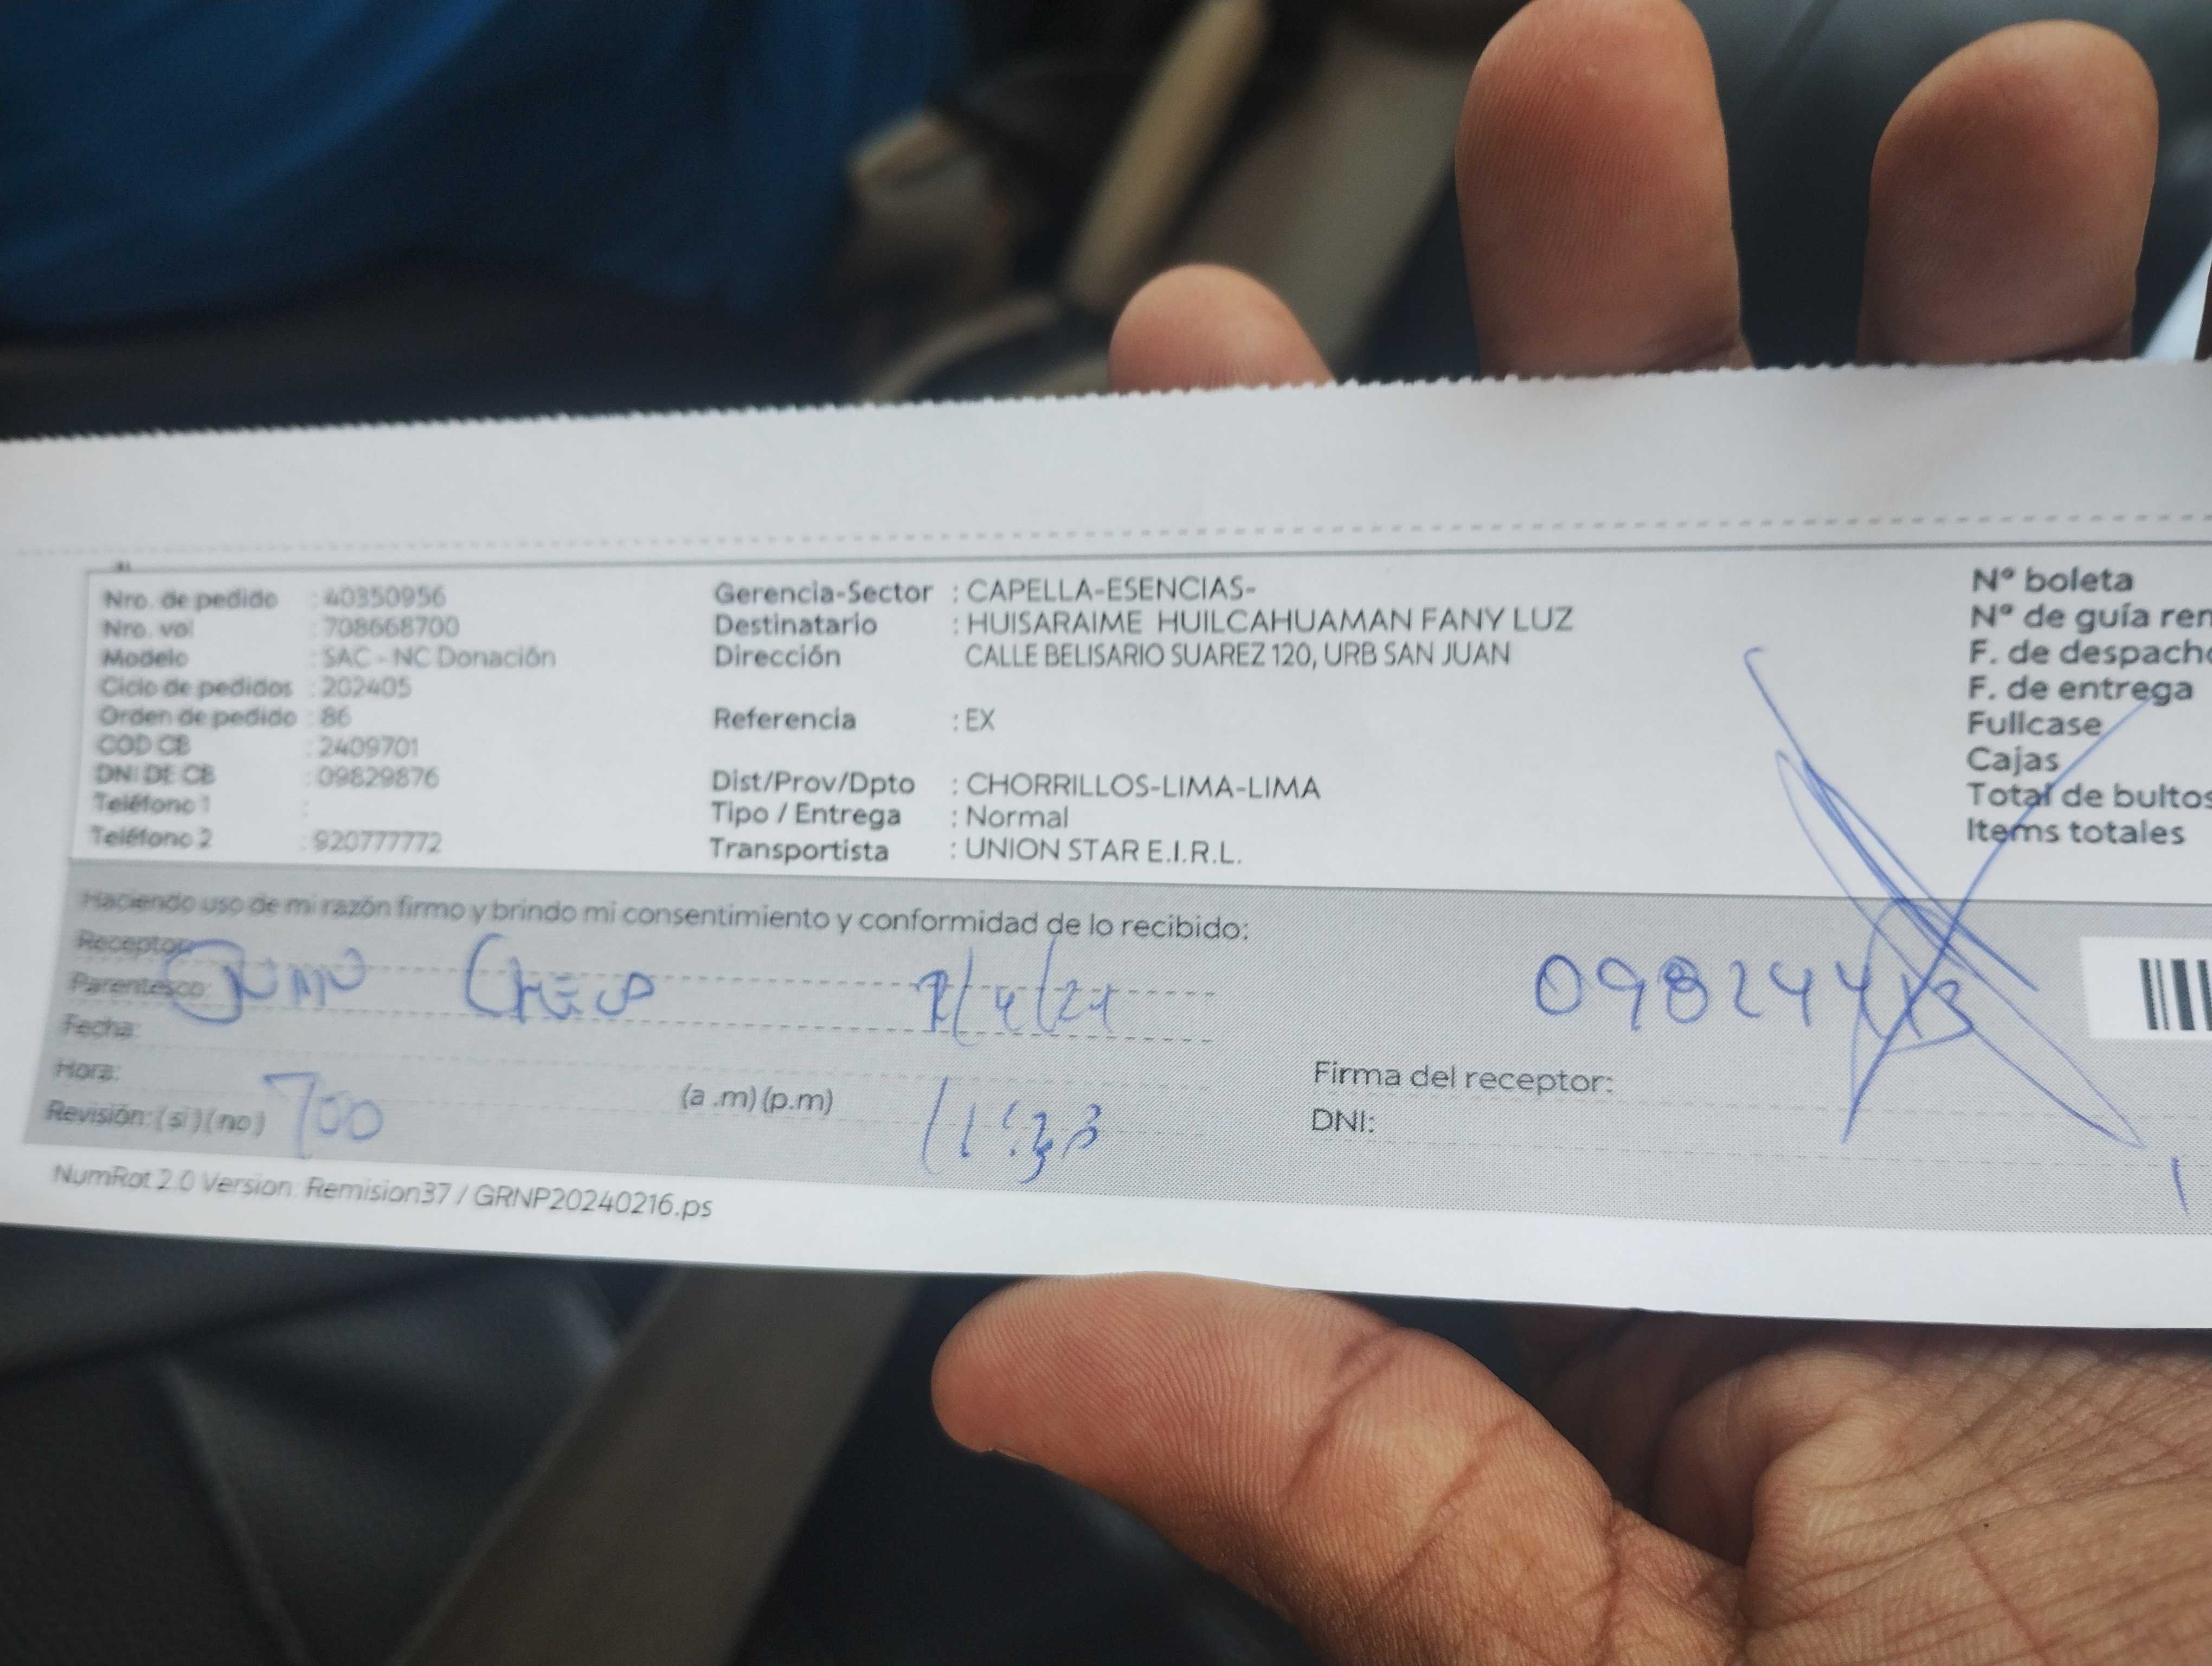 Nro. de pedido : 40350956
Nro. vol : 708668700
Modelo : SAC - NC Donación
Ciclo de pedidos : 202405
Orden de pedido : 86
COD CB : 2409701
DNI DE CB : 09829876
Teléfono 1 :
Teléfono 2 : 920777772
Gerencia-Sector : CAPELLA-ESENCIAS-
Destinatario : HUISARAIME HUILCAHUAMAN FANY LUZ
Dirección CALLE BELISARIO SUAREZ 120, URB SAN JUAN
Referencia : EX
Dist/Prov/Dpto : CHORRILLOS-LIMA-LIMA
Tipo / Entrega : Normal
Transportista : UNION STAR E.I.R.L.
N° boleta
N° de guía rem
F. de despacho
F. de entrega
Fullcase
Cajas
Total de bultos
Items totales
Haciendo uso de mi razón firmo y brindo mi consentimiento y conformidad de lo recibido:
Receptor:
Parentesco:
Fecha:
Hora: (a .m) (p.m)
Revisión: (si) (no) 700
Firma del receptor:
DNI:
NumRot 2.0 Version: Remision37 / GRNP20240216.ps